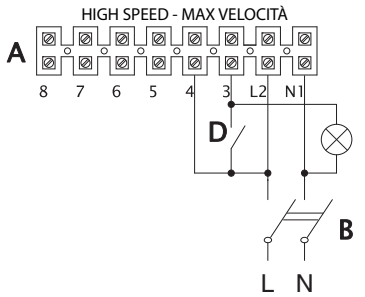 HIGH SPEED - MAX VELOCITÀ
A
8 7 6 5 4 3 L2 N1
D
B
L N